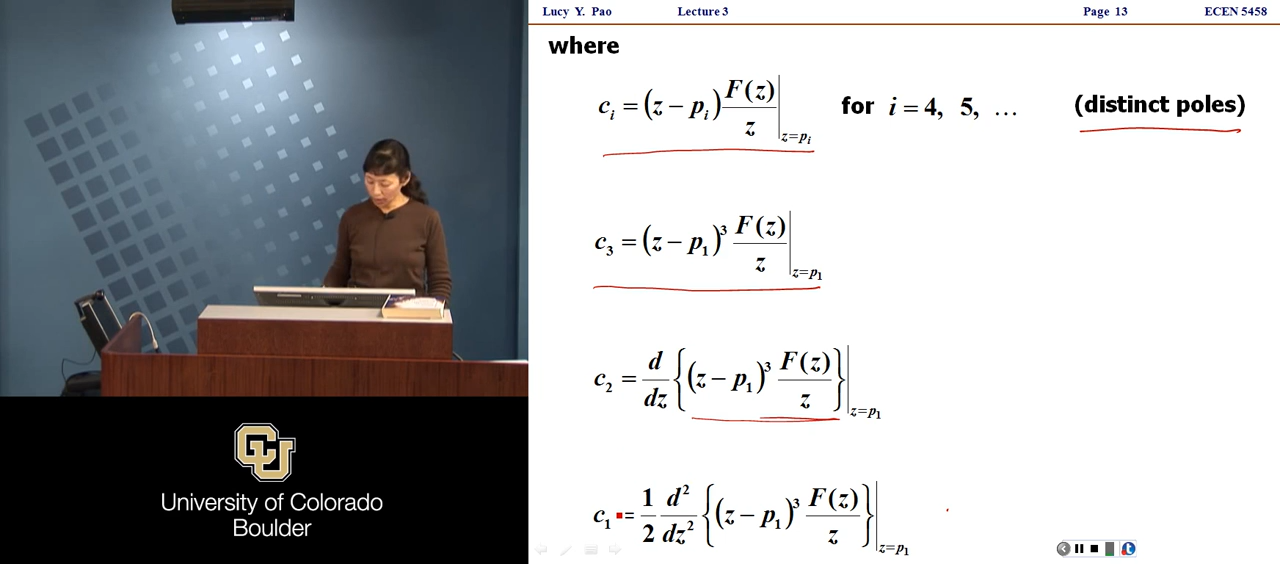 Lucy Y. Pao Lecture 3 Page 13 ECEN 5458
where
c_i = (z − p_i) F(z)/z |_{z=p_i} for i = 4, 5, … (distinct poles)
c_3 = (z − p_1)^3 F(z)/z |_{z=p_1}
c_2 = d/dz {(z − p_1)^3 F(z)/z} |_{z=p_1}
c_1 = 1/2 d^2/dz^2 {(z − p_1)^3 F(z)/z} |_{z=p_1}
CU
University of Colorado
Boulder